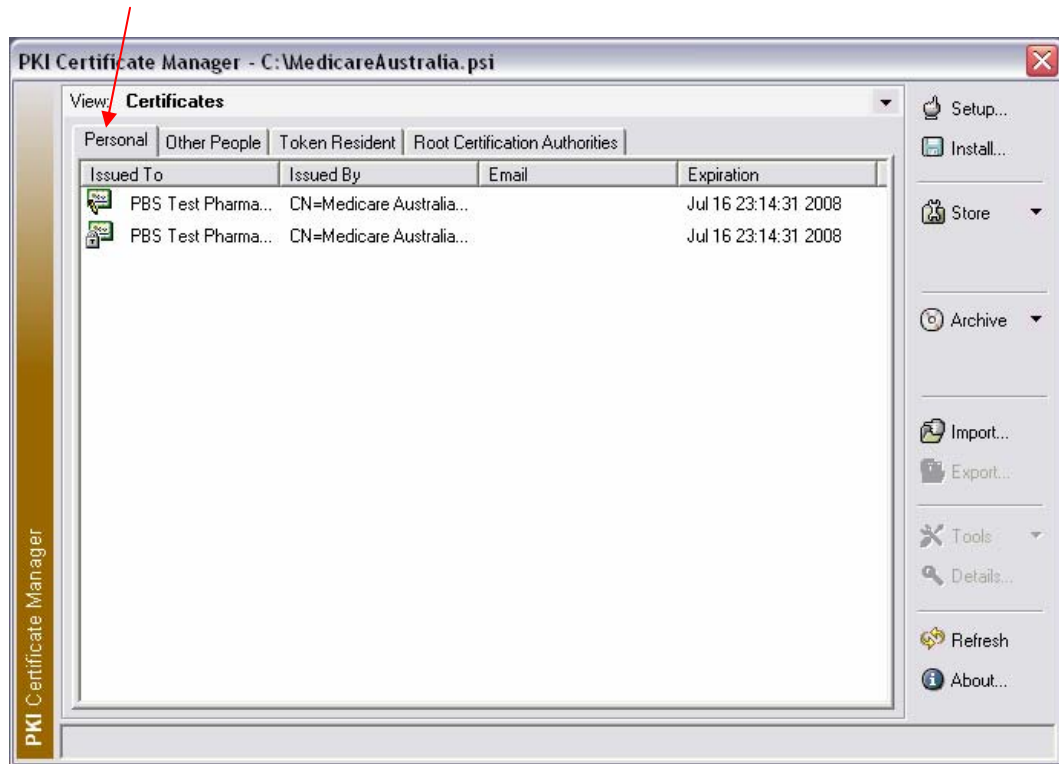 PKI Certificate Manager - C:\MedicareAustralia.psi
View: Certificates
Personal Other People Token Resident Root Certification Authorities
Issued To Issued By Email Expiration
PBS Test Pharma... CN=Medicare Australia... Jul 16 23:14:31 2008
PBS Test Pharma... CN=Medicare Australia... Jul 16 23:14:31 2008
Setup...
Install...
Store
Archive
Import...
Export...
Tools
Details...
Refresh
About...
PKI Certificate Manager